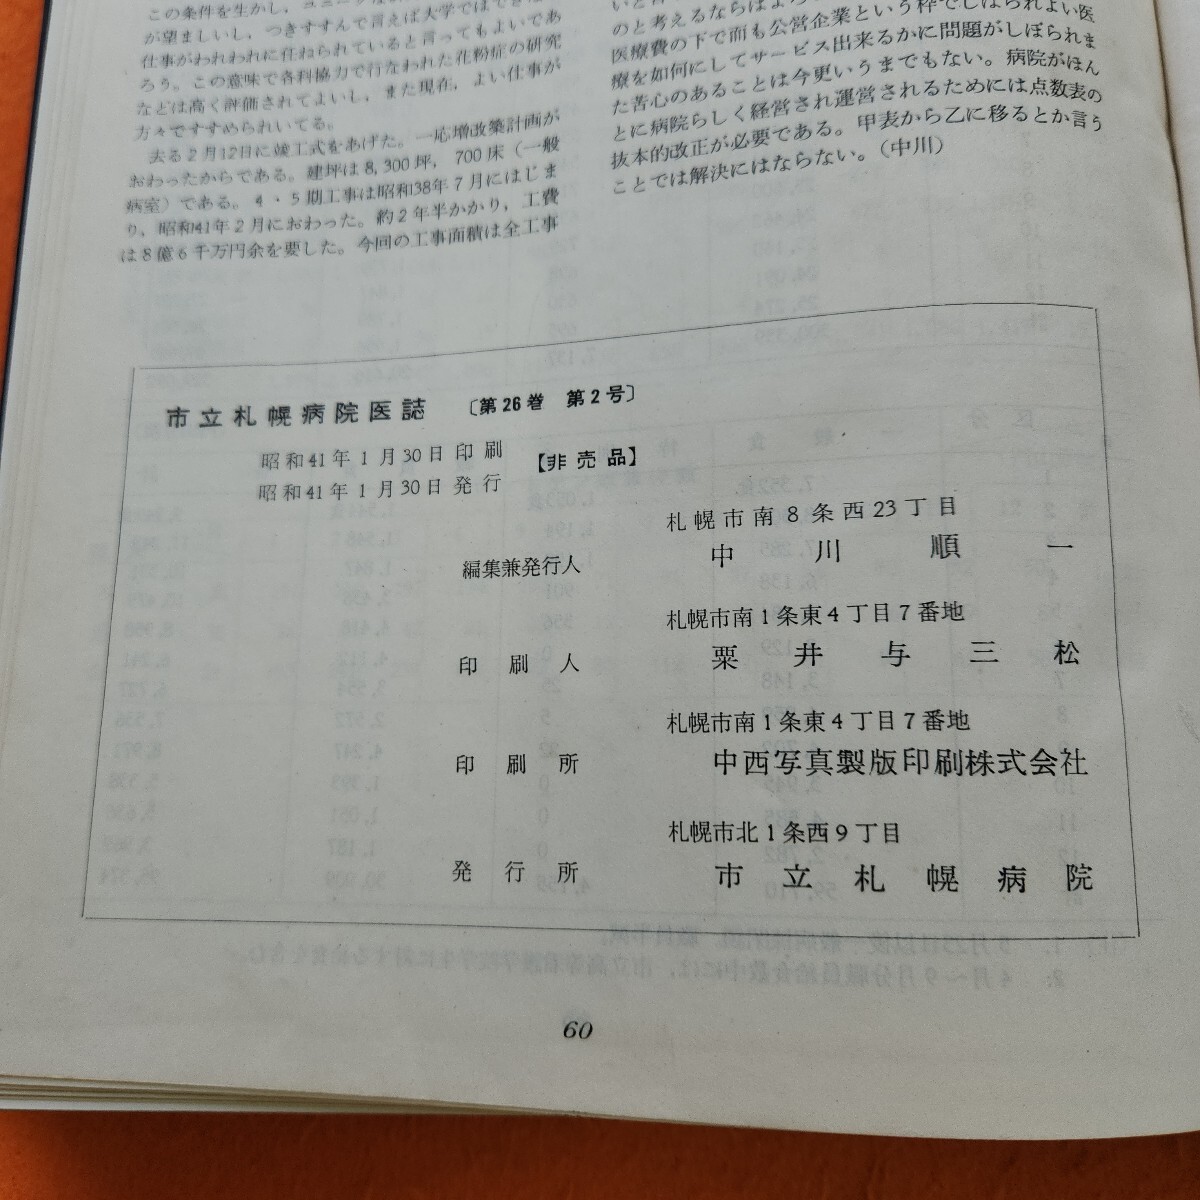 この条件を生かし，ユニークな
が望ましいし，つきすすんで言えば大学ではできな
仕事がわれわれに任ねられていると言ってもよいであ
ろう。この意味で各科協力で行なわれた花粉症の研究
などは高く評価されてよいし，また現在，よい仕事が
方々ですすめられいてる。
去る2月12日に竣工式をあげた。一応増改築計画が
おわったからである。建坪は8,300坪，700床（一般
病室）である。4・5期工事は昭和38年7月にはじま
り，昭和41年2月におわった。約2年半かかり，工費
は8億6千万円余を要した。今回の工事面積は全工事
のと考えるならばよ
医療費の下で而も公営企業という枠でしばられよい医
療を如何にしてサービス出来るかに問題がしぼられま
た苦心のあることは今更いうまでもない。病院がほん
とに病院らしく経営され運営されるためには点数表の
抜本的改正が必要である。甲表から乙に移るとか言う
ことでは解決にはならない。（中川）
市立札幌病院医誌 〔第26巻 第2号〕
昭和41年1月30日印刷
昭和41年1月30日発行
【非売品】
札幌市南8条西23丁目
編集兼発行人 中川順一
札幌市南1条東4丁目7番地
印刷人 粟井与三松
札幌市南1条東4丁目7番地
印刷所 中西写真製版印刷株式会社
札幌市北1条西9丁目
発行所 市立札幌病院
60